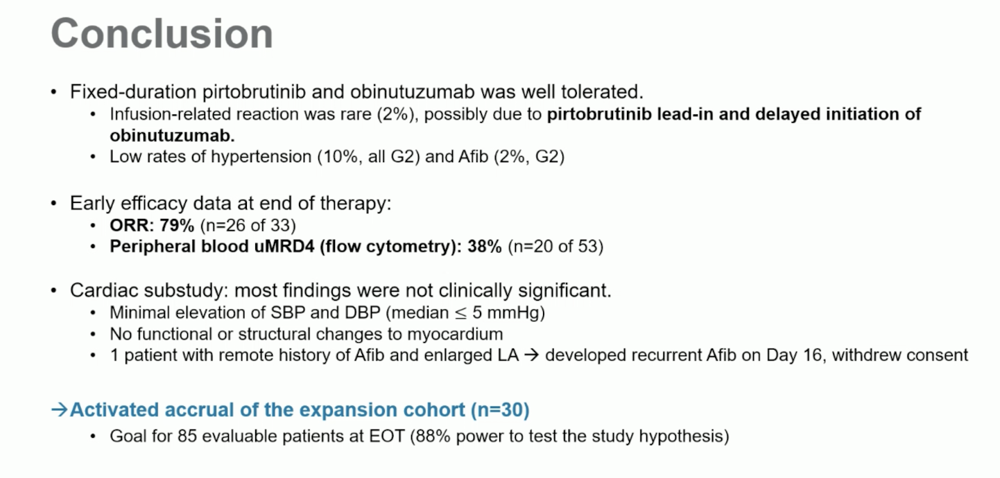 Conclusion
• Fixed-duration pirtobrutinib and obinutuzumab was well tolerated.
• Infusion-related reaction was rare (2%), possibly due to pirtobrutinib lead-in and delayed initiation of
obinutuzumab.
• Low rates of hypertension (10%, all G2) and Afib (2%, G2)
• Early efficacy data at end of therapy:
• ORR: 79% (n=26 of 33)
• Peripheral blood uMRD4 (flow cytometry): 38% (n=20 of 53)
• Cardiac substudy: most findings were not clinically significant.
• Minimal elevation of SBP and DBP (median ≤ 5 mmHg)
• No functional or structural changes to myocardium
• 1 patient with remote history of Afib and enlarged LA → developed recurrent Afib on Day 16, withdrew consent
→Activated accrual of the expansion cohort (n=30)
• Goal for 85 evaluable patients at EOT (88% power to test the study hypothesis)